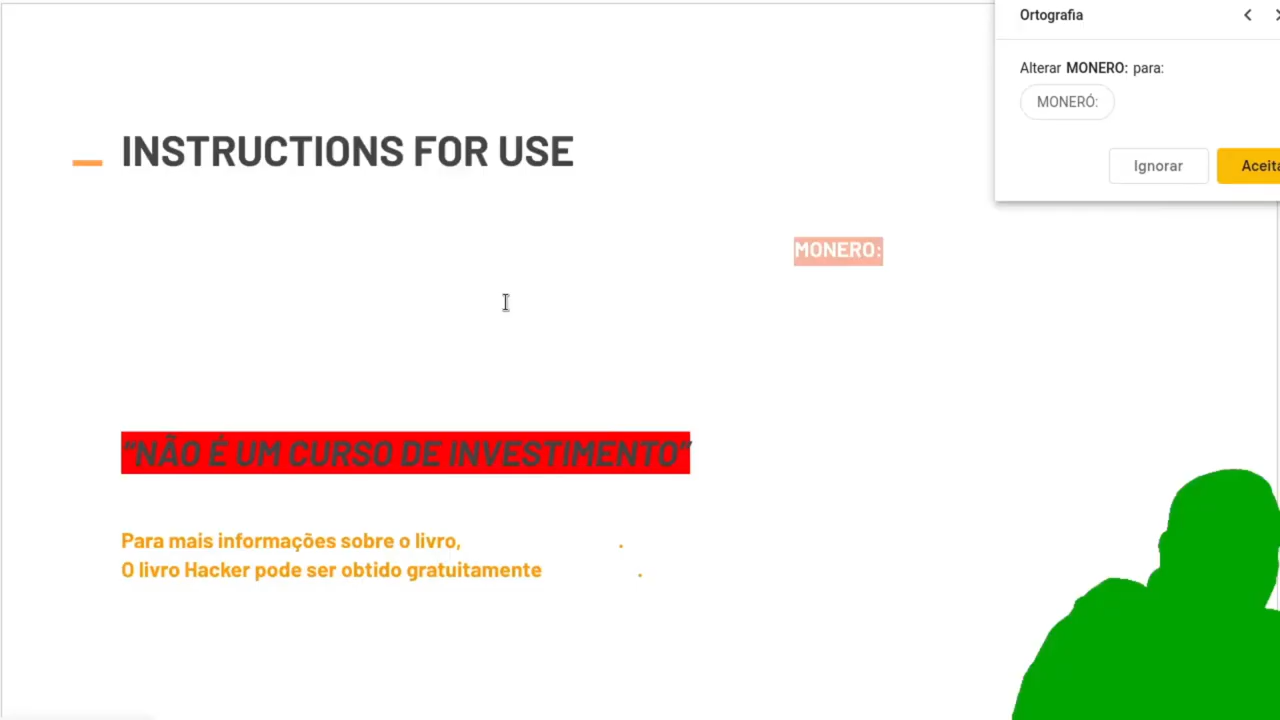 Ortografia
Alterar MONERO: para:
MONERÓ:
Ignorar
INSTRUCTIONS FOR USE
MONERO:
“NÃO É UM CURSO DE INVESTIMENTO”
Para mais informações sobre o livro, .
O livro Hacker pode ser obtido gratuitamente .